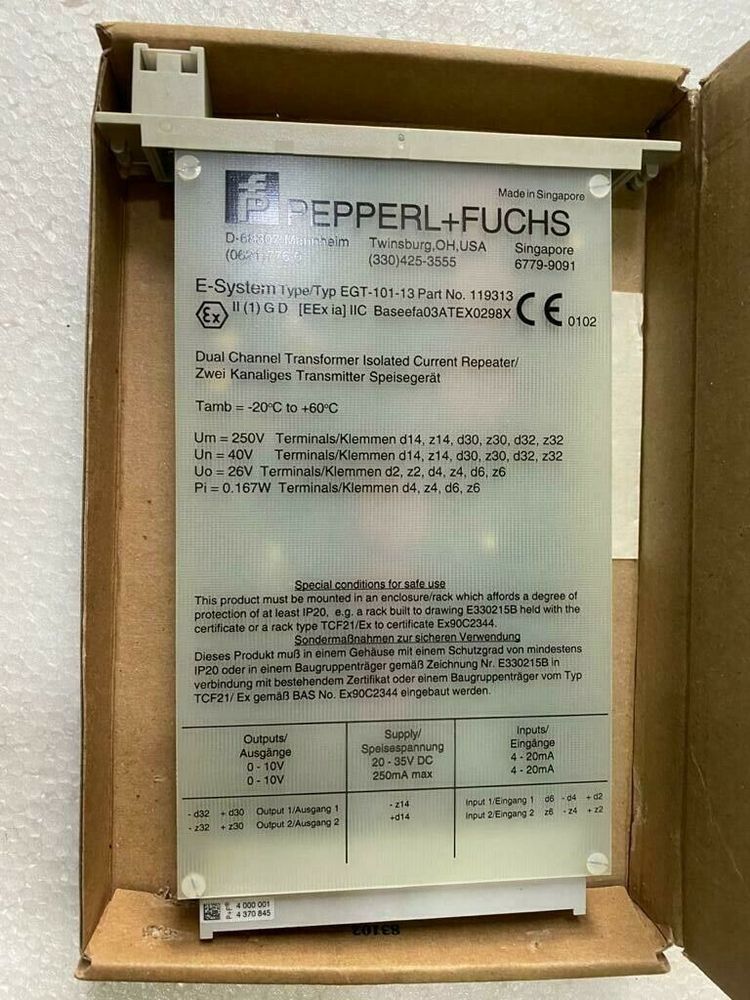 Made in Singapore
PEPPERL+FUCHS
D-68307 Mannheim Twinsburg,OH,USA Singapore
(0621)776-0 (330)425-3555 6779-9091
E-System Type/Typ EGT-101-13 Part No. 119313
Ex II (1) G D [EEx ia] IIC Baseefa03ATEX0298X CE 0102
Dual Channel Transformer Isolated Current Repeater/
Zwei Kanaliges Transmitter Speisegerät
Tamb = -20°C to +60°C
Um = 250V Terminals/Klemmen d14, z14, d30, z30, d32, z32
Un = 40V Terminals/Klemmen d14, z14, d30, z30, d32, z32
Uo = 26V Terminals/Klemmen d2, z2, d4, z4, d6, z6
Pi = 0.167W Terminals/Klemmen d4, z4, d6, z6
Special conditions for safe use
This product must be mounted in an enclosure/rack which affords a degree of
protection of at least IP20, e.g. a rack built to drawing E330215B held with the
certificate or a rack type TCF21/Ex to certificate Ex90C2344.
Sondermaßnahmen zur sicheren Verwendung
Dieses Produkt muß in einem Gehäuse mit einem Schutzgrad von mindestens
IP20 oder in einem Baugruppenträger gemäß Zeichnung Nr. E330215B in
verbindung mit bestehendem Zertifikat oder einem Baugruppenträger vom Typ
TCF21/ Ex gemäß BAS No. Ex90C2344 eingebaut werden.
Outputs/
Ausgänge
0 - 10V
0 - 10V
Supply/
Speisespannung
20 - 35V DC
250mA max
Inputs/
Eingänge
4 - 20mA
4 - 20mA
- d32 + d30 Output 1/Ausgang 1
- z32 + z30 Output 2/Ausgang 2
- z14
+d14
Input 1/Eingang 1 d6 - d4 + d2
Input 2/Eingang 2 z6 - z4 + z2
P+F® 4 000 001
4 370 845
83107